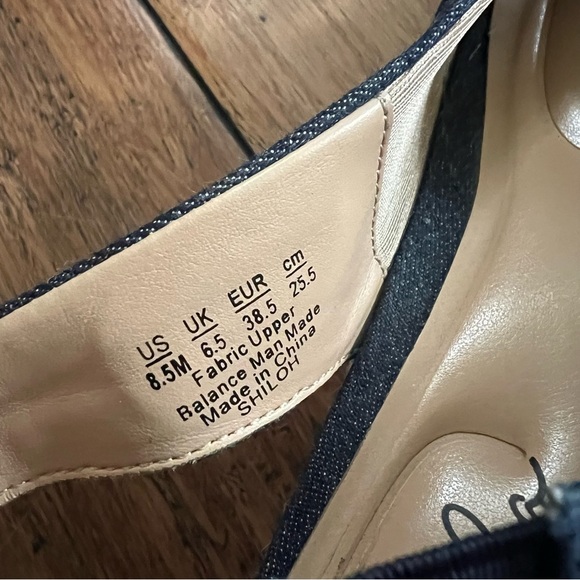 US UK EUR cm
8.5M 6.5 38.5 25.5
Fabric Upper
Balance Man Made
Made in China
SHILOH